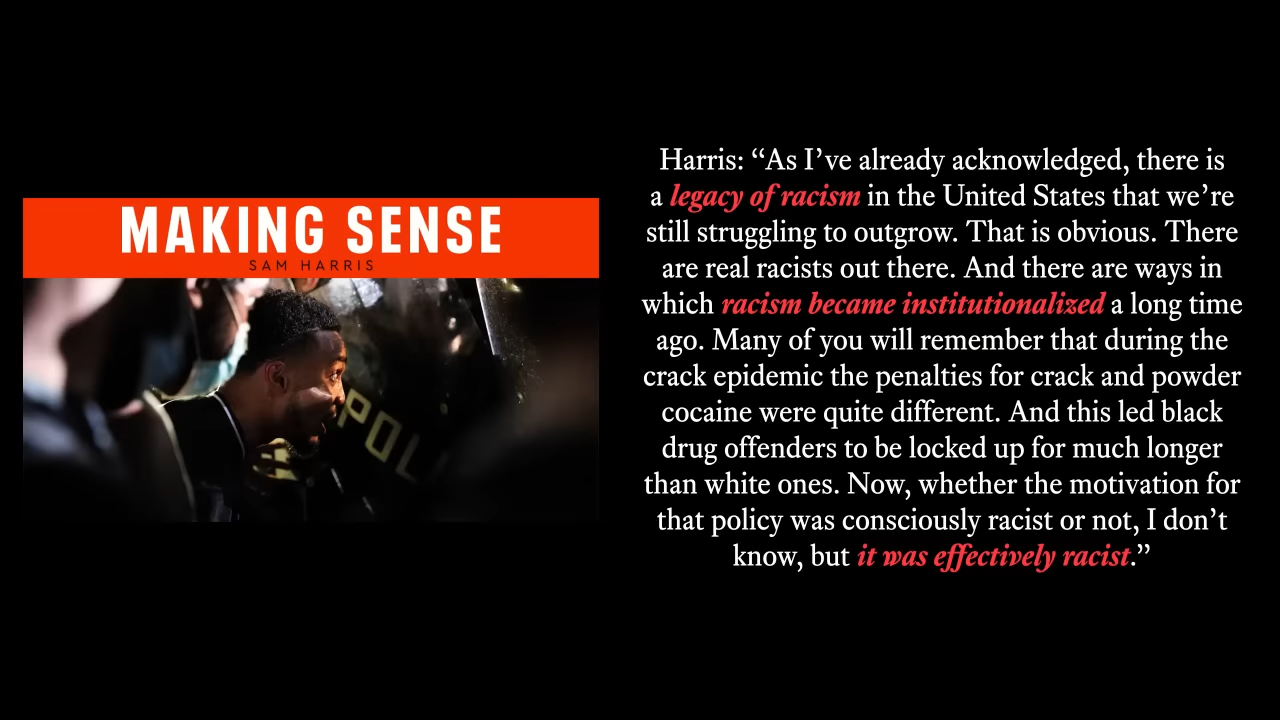 MAKING SENSE
SAM HARRIS
POL
Harris: “As I’ve already acknowledged, there is
a legacy of racism in the United States that we’re
still struggling to outgrow. That is obvious. There
are real racists out there. And there are ways in
which racism became institutionalized a long time
ago. Many of you will remember that during the
crack epidemic the penalties for crack and powder
cocaine were quite different. And this led black
drug offenders to be locked up for much longer
than white ones. Now, whether the motivation for
that policy was consciously racist or not, I don’t
know, but it was effectively racist.”